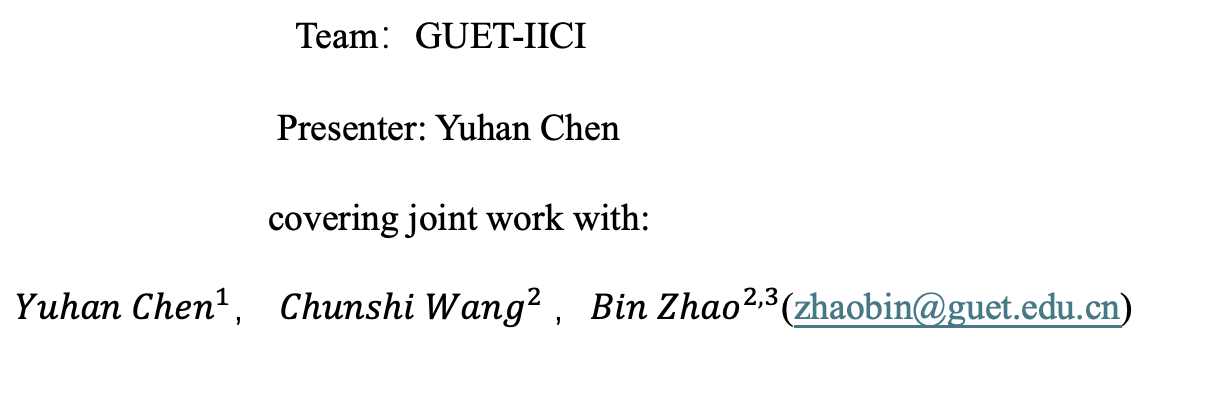 Team： GUET-IICI
Presenter: Yuhan Chen
covering joint work with:
Yuhan Chen¹， Chunshi Wang²， Bin Zhao²,³(zhaobin@guet.edu.cn)